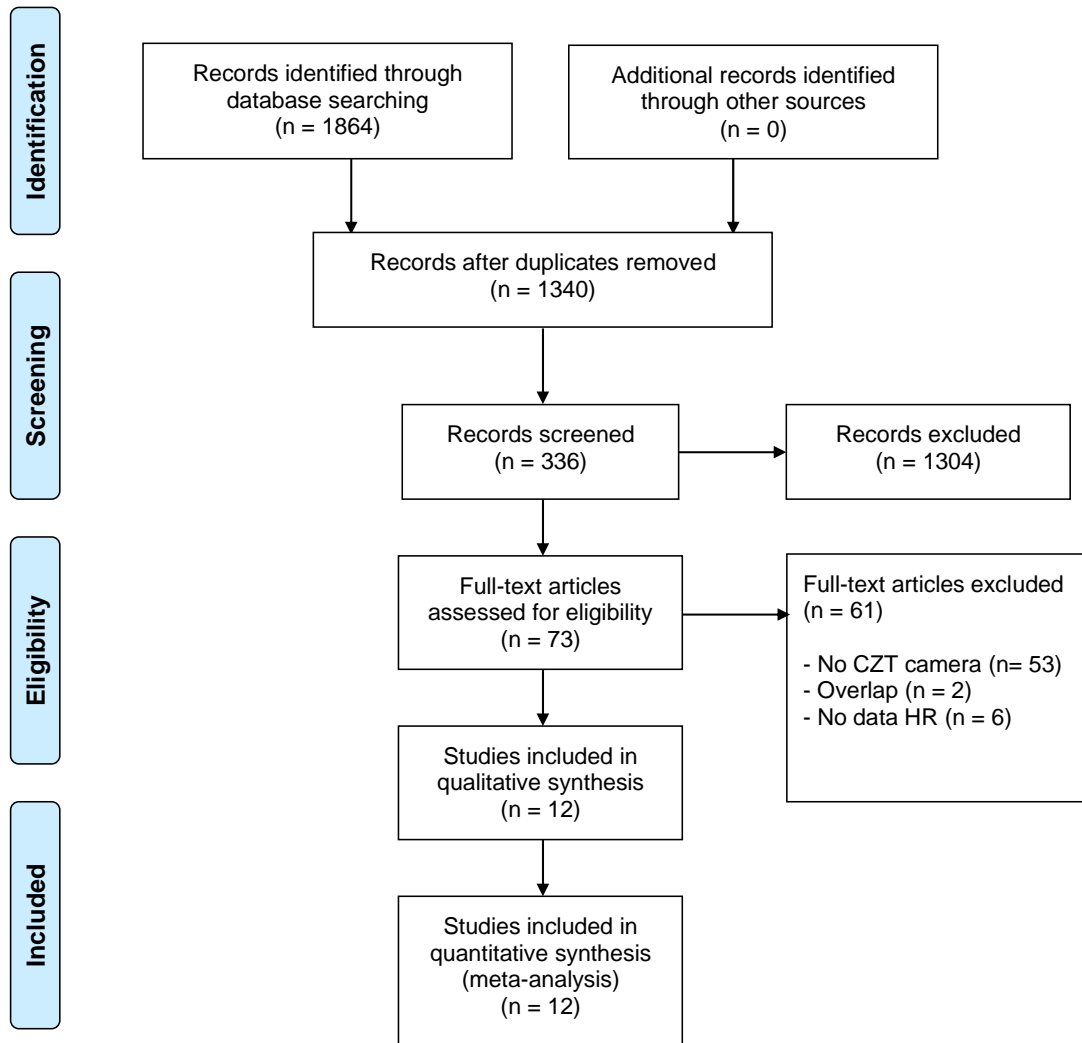 Identification
Records identified through
database searching
(n = 1864)
Additional records identified
through other sources
(n = 0)
Records after duplicates removed
(n = 1340)
Screening
Records screened
(n = 336)
Records excluded
(n = 1304)
Eligibility
Full-text articles
assessed for eligibility
(n = 73)
Full-text articles excluded
(n = 61)
- No CZT camera (n= 53)
- Overlap (n = 2)
- No data HR (n = 6)
Studies included in
qualitative synthesis
(n = 12)
Included
Studies included in
quantitative synthesis
(meta-analysis)
(n = 12)